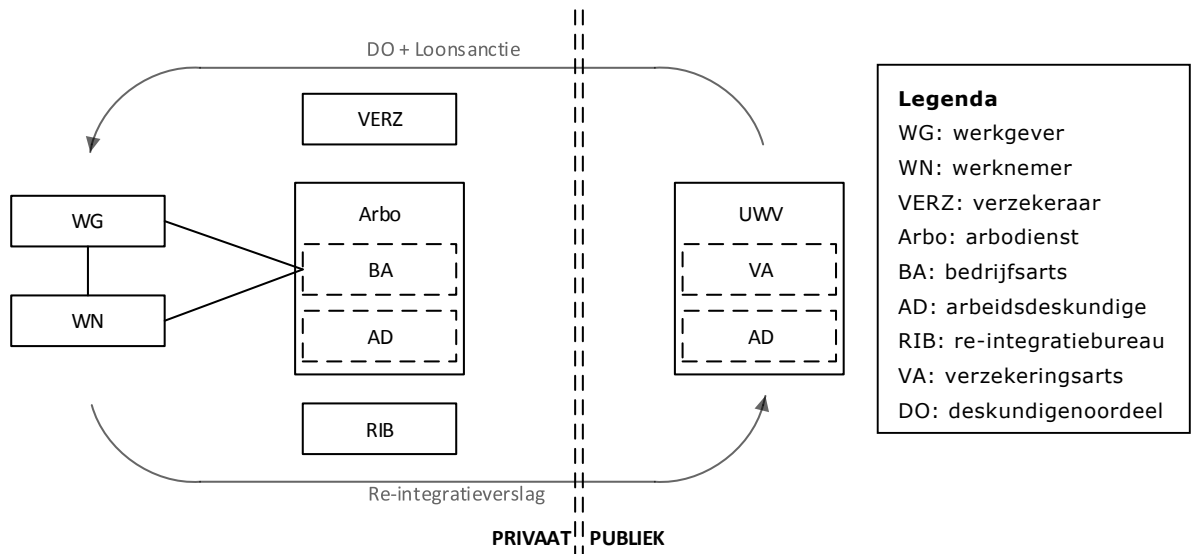 DO + Loonsanctie
VERZ
WG
WN
Arbo
BA
AD
RIB
UWV
VA
AD
Re-integratieverslag
PRIVAAT
PUBLIEK
Legenda
WG: werkgever
WN: werknemer
VERZ: verzekeraar
Arbo: arbodienst
BA: bedrijfsarts
AD: arbeidsdeskundige
RIB: re-integratiebureau
VA: verzekeringsarts
DO: deskundigenoordeel